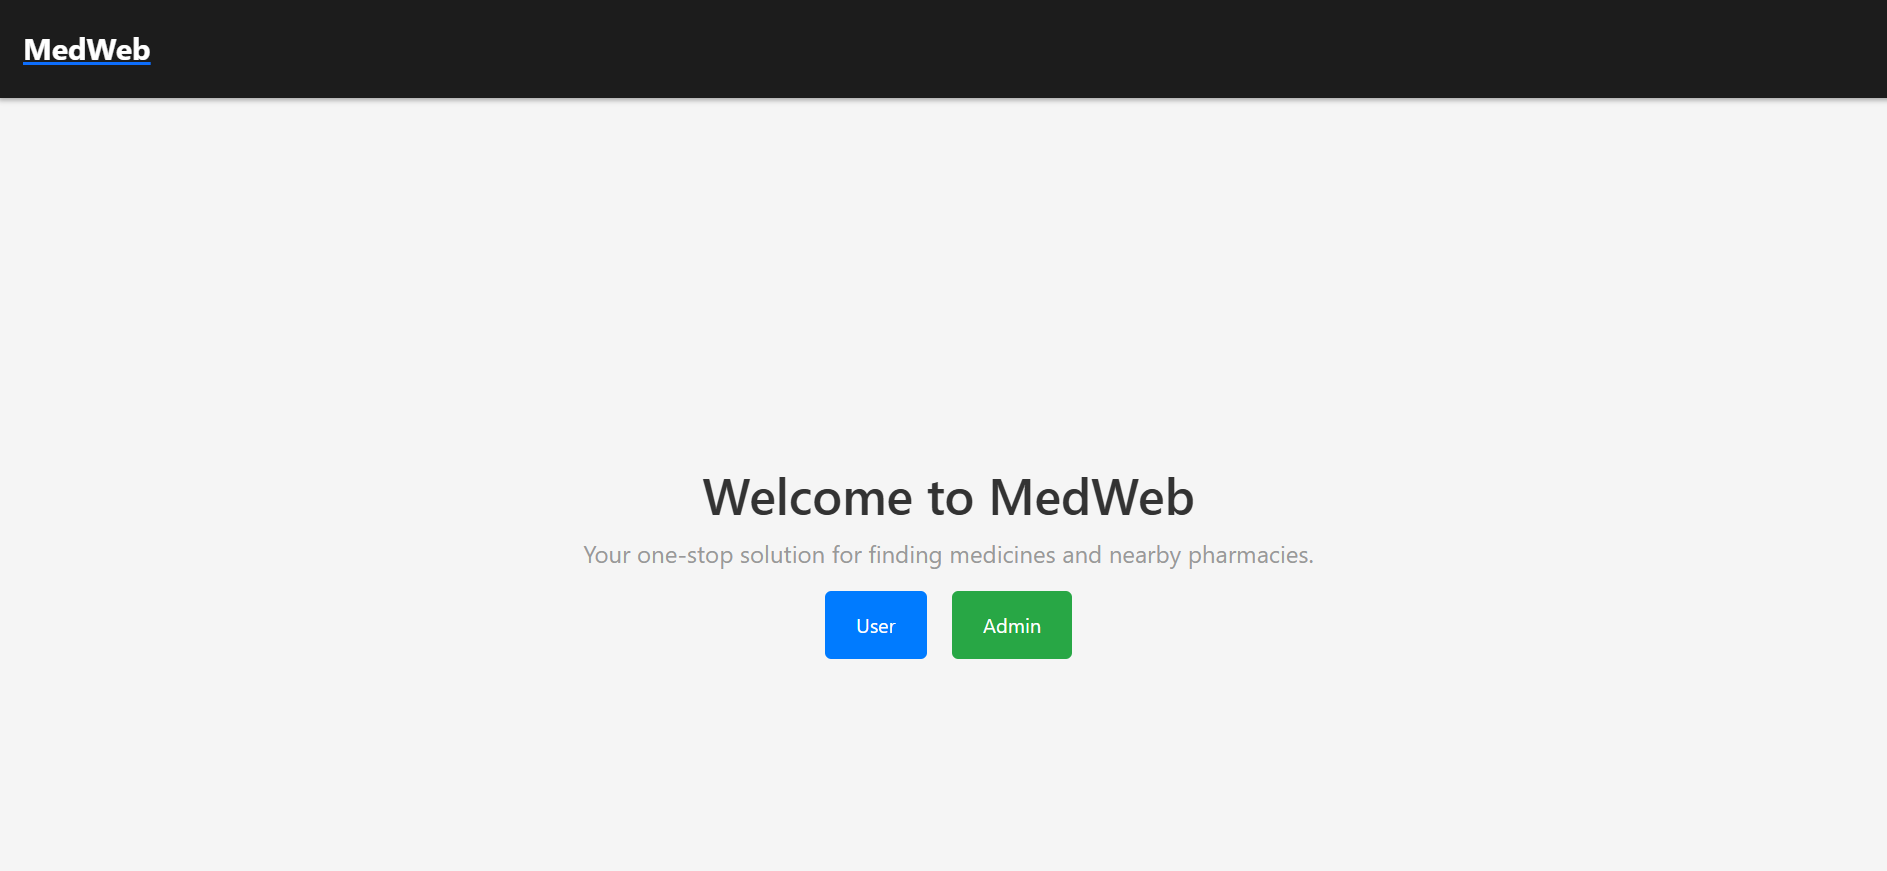 MedWeb
Welcome to MedWeb
Your one-stop solution for finding medicines and nearby pharmacies.
User Admin